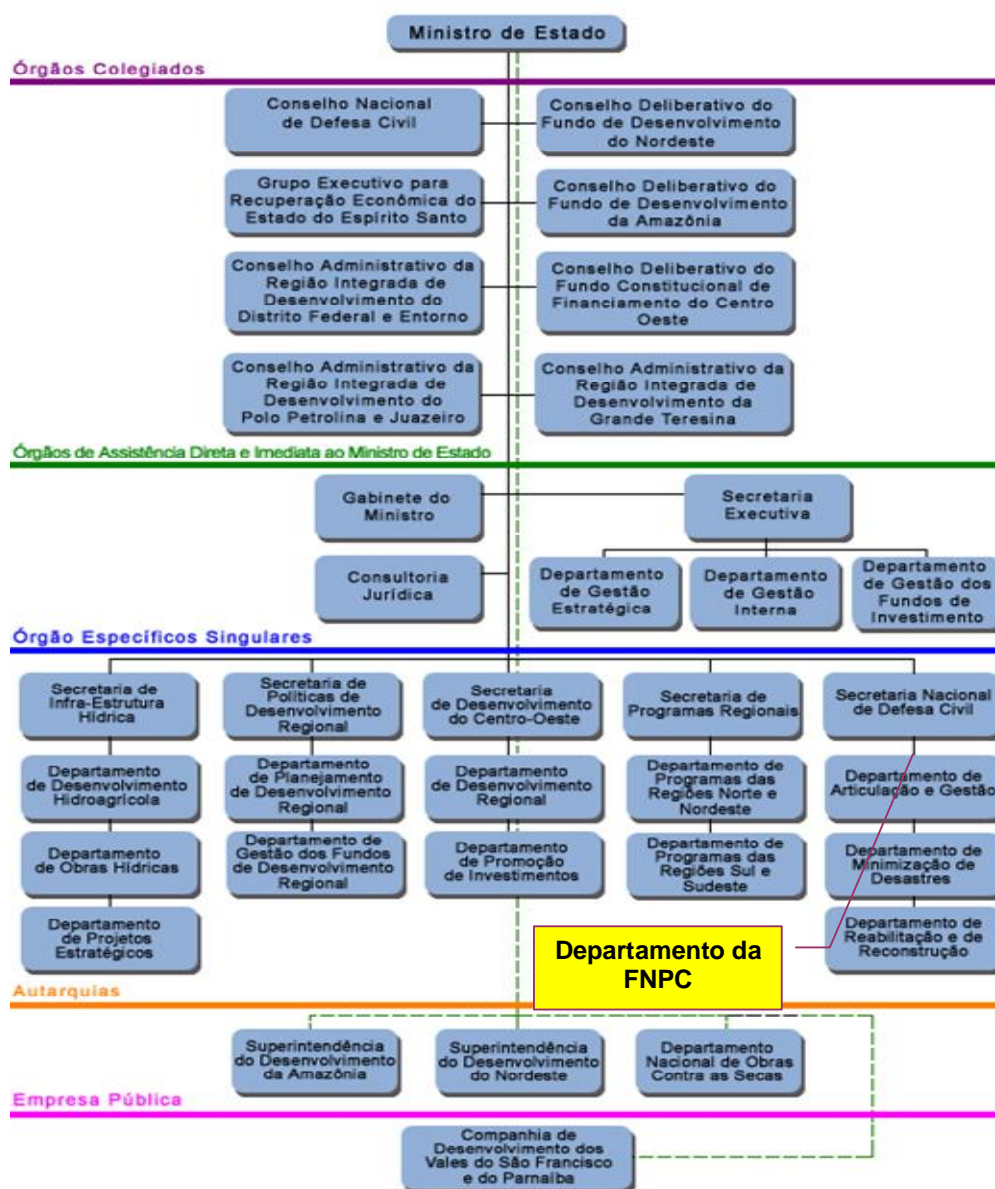 Ministro de Estado
Órgãos Colegiados
Conselho Nacional
de Defesa Civil
Conselho Deliberativo do
Fundo de Desenvolvimento
do Nordeste
Grupo Executivo para
Recuperação Econômica do
Estado do Espírito Santo
Conselho Deliberativo do
Fundo de Desenvolvimento
da Amazônia
Conselho Administrativo da
Região Integrada de
Desenvolvimento do
Distrito Federal e Entorno
Conselho Deliberativo do
Fundo Constitucional de
Financiamento do Centro
Oeste
Conselho Administrativo da
Região Integrada de
Desenvolvimento do
Polo Petrolina e Juazeiro
Conselho Administrativo da
Região Integrada de
Desenvolvimento da
Grande Teresina
Órgãos de Assistência Direta e Imediata ao Ministro de Estado
Gabinete do
Ministro
Secretaria
Executiva
Consultoria
Jurídica
Departamento
de Gestão
Estratégica
Departamento
de Gestão
Interna
Departamento
de Gestão dos
Fundos de
Investimento
Órgão Específicos Singulares
Secretaria de
Infra-Estrutura
Hídrica
Secretaria de
Políticas de
Desenvolvimento
Regional
Secretaria
de Desenvolvimento
do Centro-Oeste
Secretaria de
Programas Regionais
Secretaria Nacional
de Defesa Civil
Departamento
de Desenvolvimento
Hidroagrícola
Departamento
de Planejamento
de Desenvolvimento
Regional
Departamento
de Desenvolvimento
Regional
Departamento de
Programas das
Regiões Norte e
Nordeste
Departamento de
Articulação e Gestão
Departamento
de Obras Hídricas
Departamento de
Gestão dos Fundos
de Desenvolvimento
Regional
Departamento
de Promoção
de Investimentos
Departamento de
Programas das
Regiões Sul e
Sudeste
Departamento de
Minimização de
Desastres
Departamento
de Projetos
Estratégicos
Departamento da
FNPC
Departamento de
Reabilitação e de
Reconstrução
Autarquias
Superintendência
do Desenvolvimento
da Amazônia
Superintendência
do Desenvolvimento
do Nordeste
Departamento
Nacional de Obras
Contra as Secas
Empresa Pública
Companhia de
Desenvolvimento dos
Vales do São Francisco
e do Parnaíba